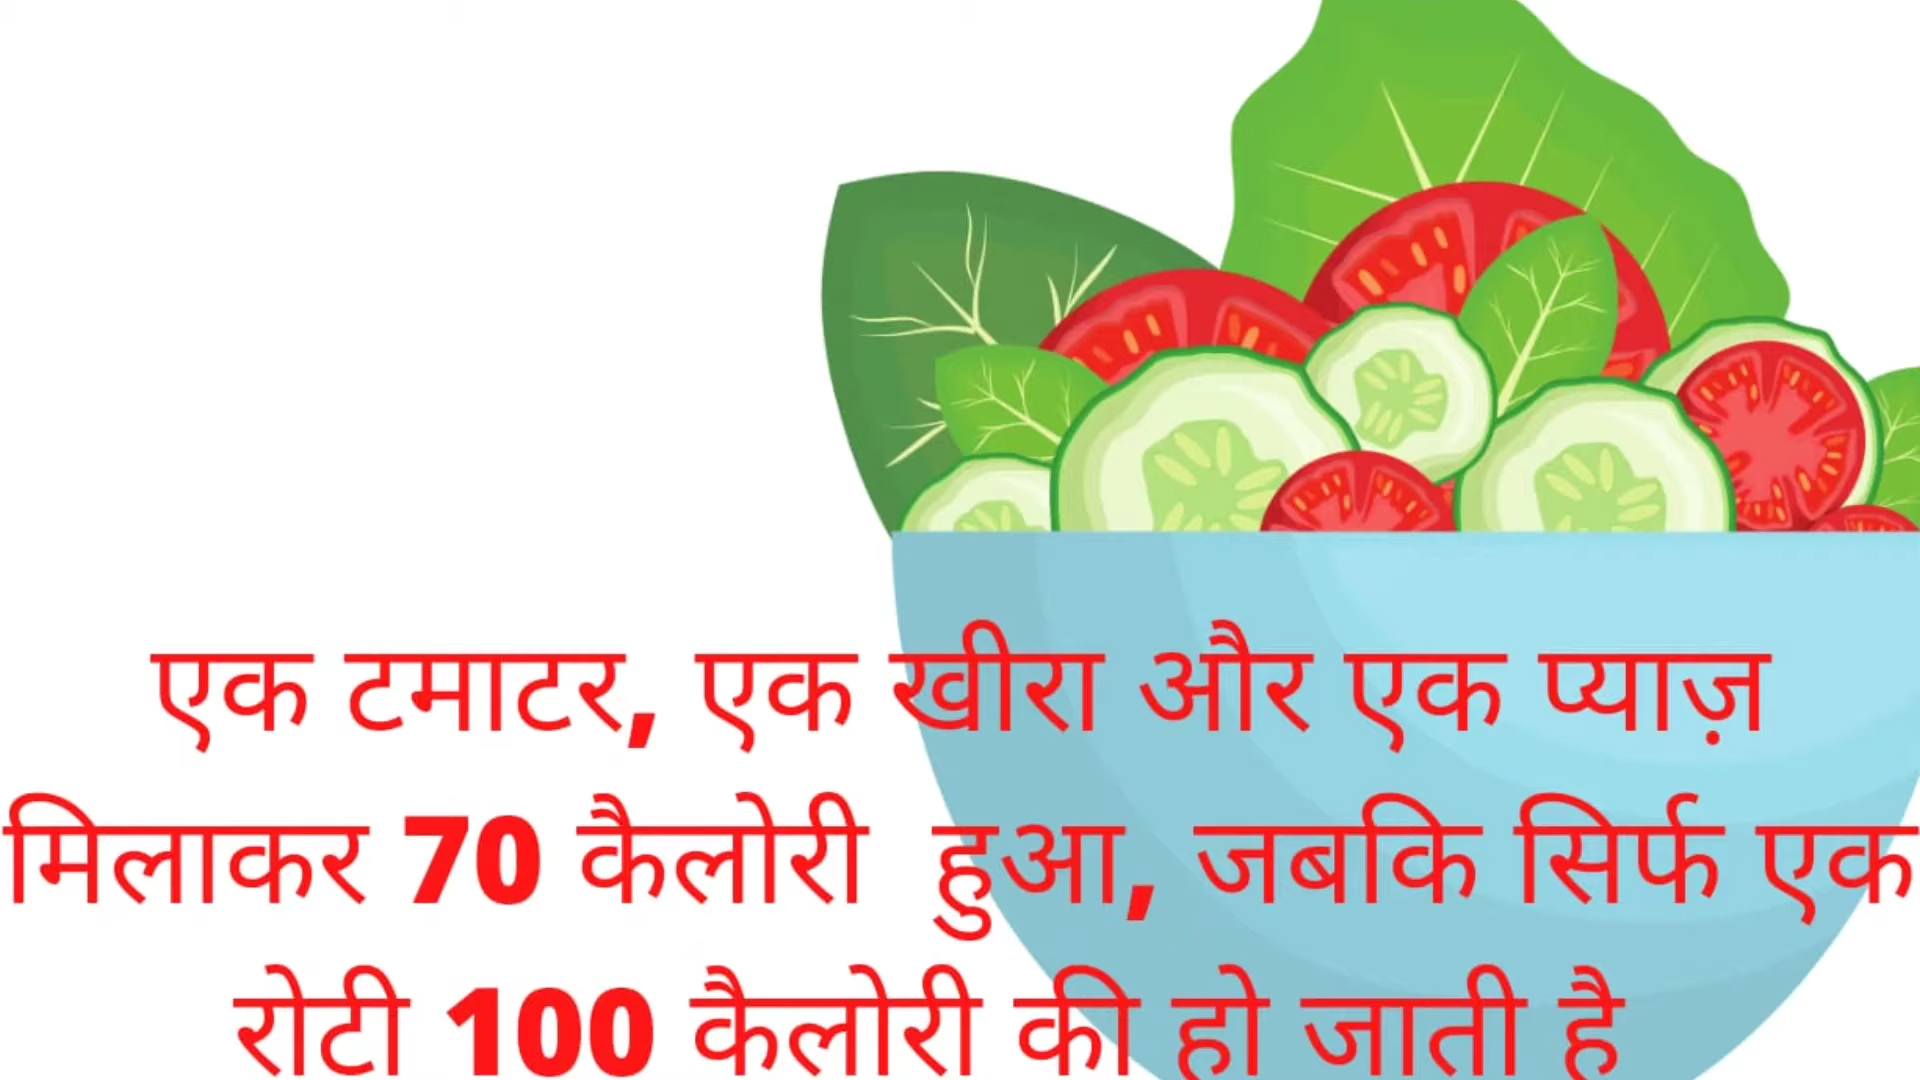 एक टमाटर, एक खीरा और एक प्याज़
मिलाकर 70 कैलोरी हुआ, जबकि सिर्फ एक
रोटी 100 कैलोरी की हो जाती है